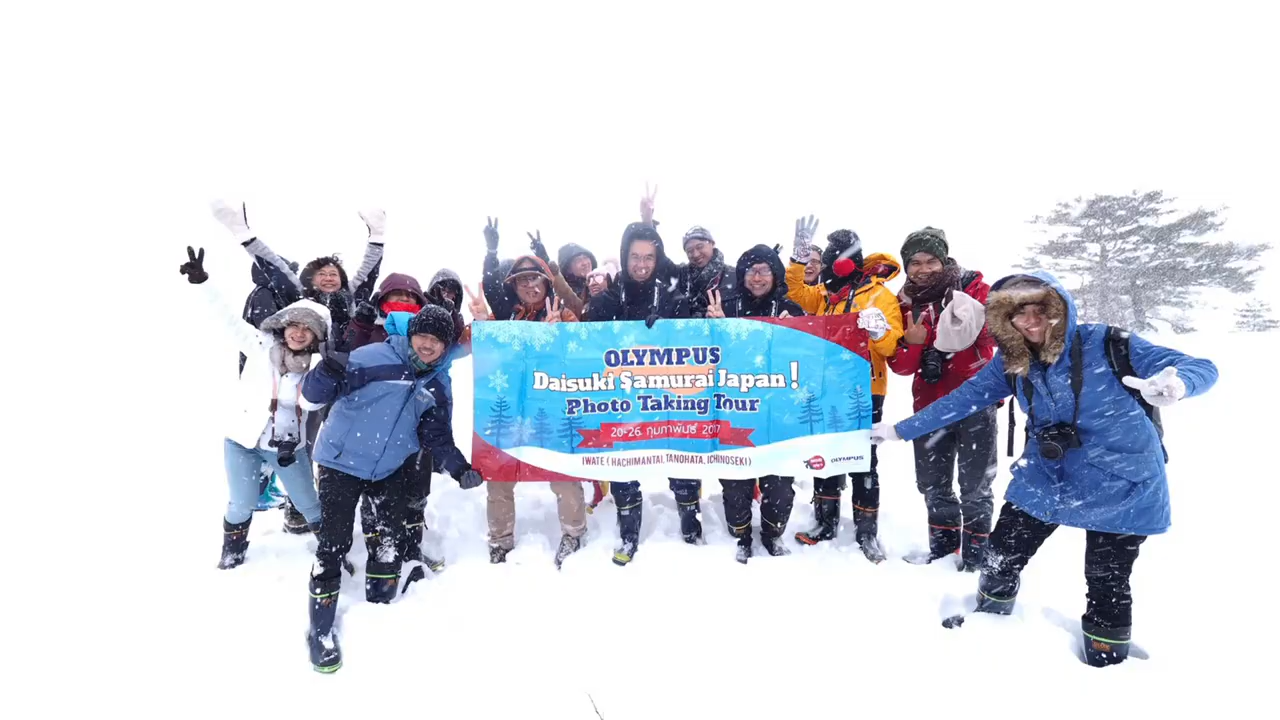 OLYMPUS
Daisuki Samurai Japan!
Photo Taking Tour
20-26 กุมภาพันธ์ 2017
IWATE ( HACHIMANTAI, TANOHATA, ICHINOSEKI )
OLYMPUS